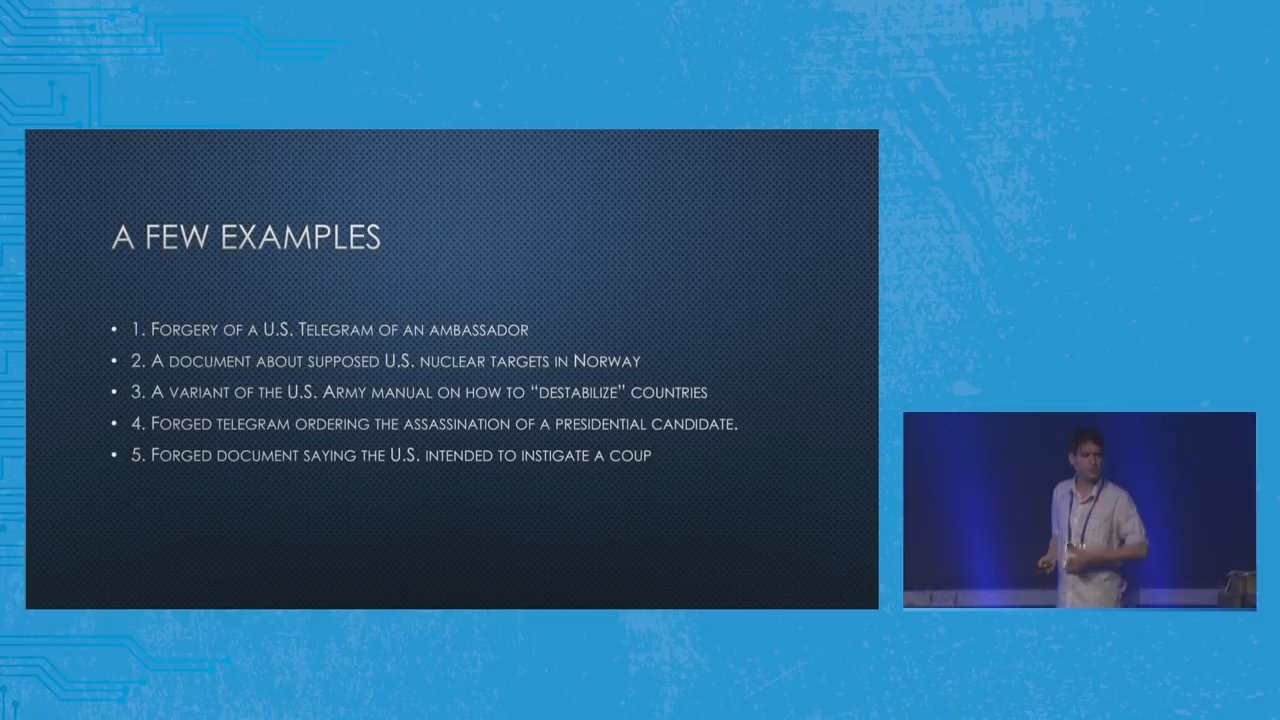 A FEW EXAMPLES
• 1. Forgery of a U.S. Telegram of an ambassador
• 2. A document about supposed U.S. nuclear targets in Norway
• 3. A variant of the U.S. Army manual on how to “destabilize” countries
• 4. Forged telegram ordering the assassination of a presidential candidate.
• 5. Forged document saying the U.S. intended to instigate a coup